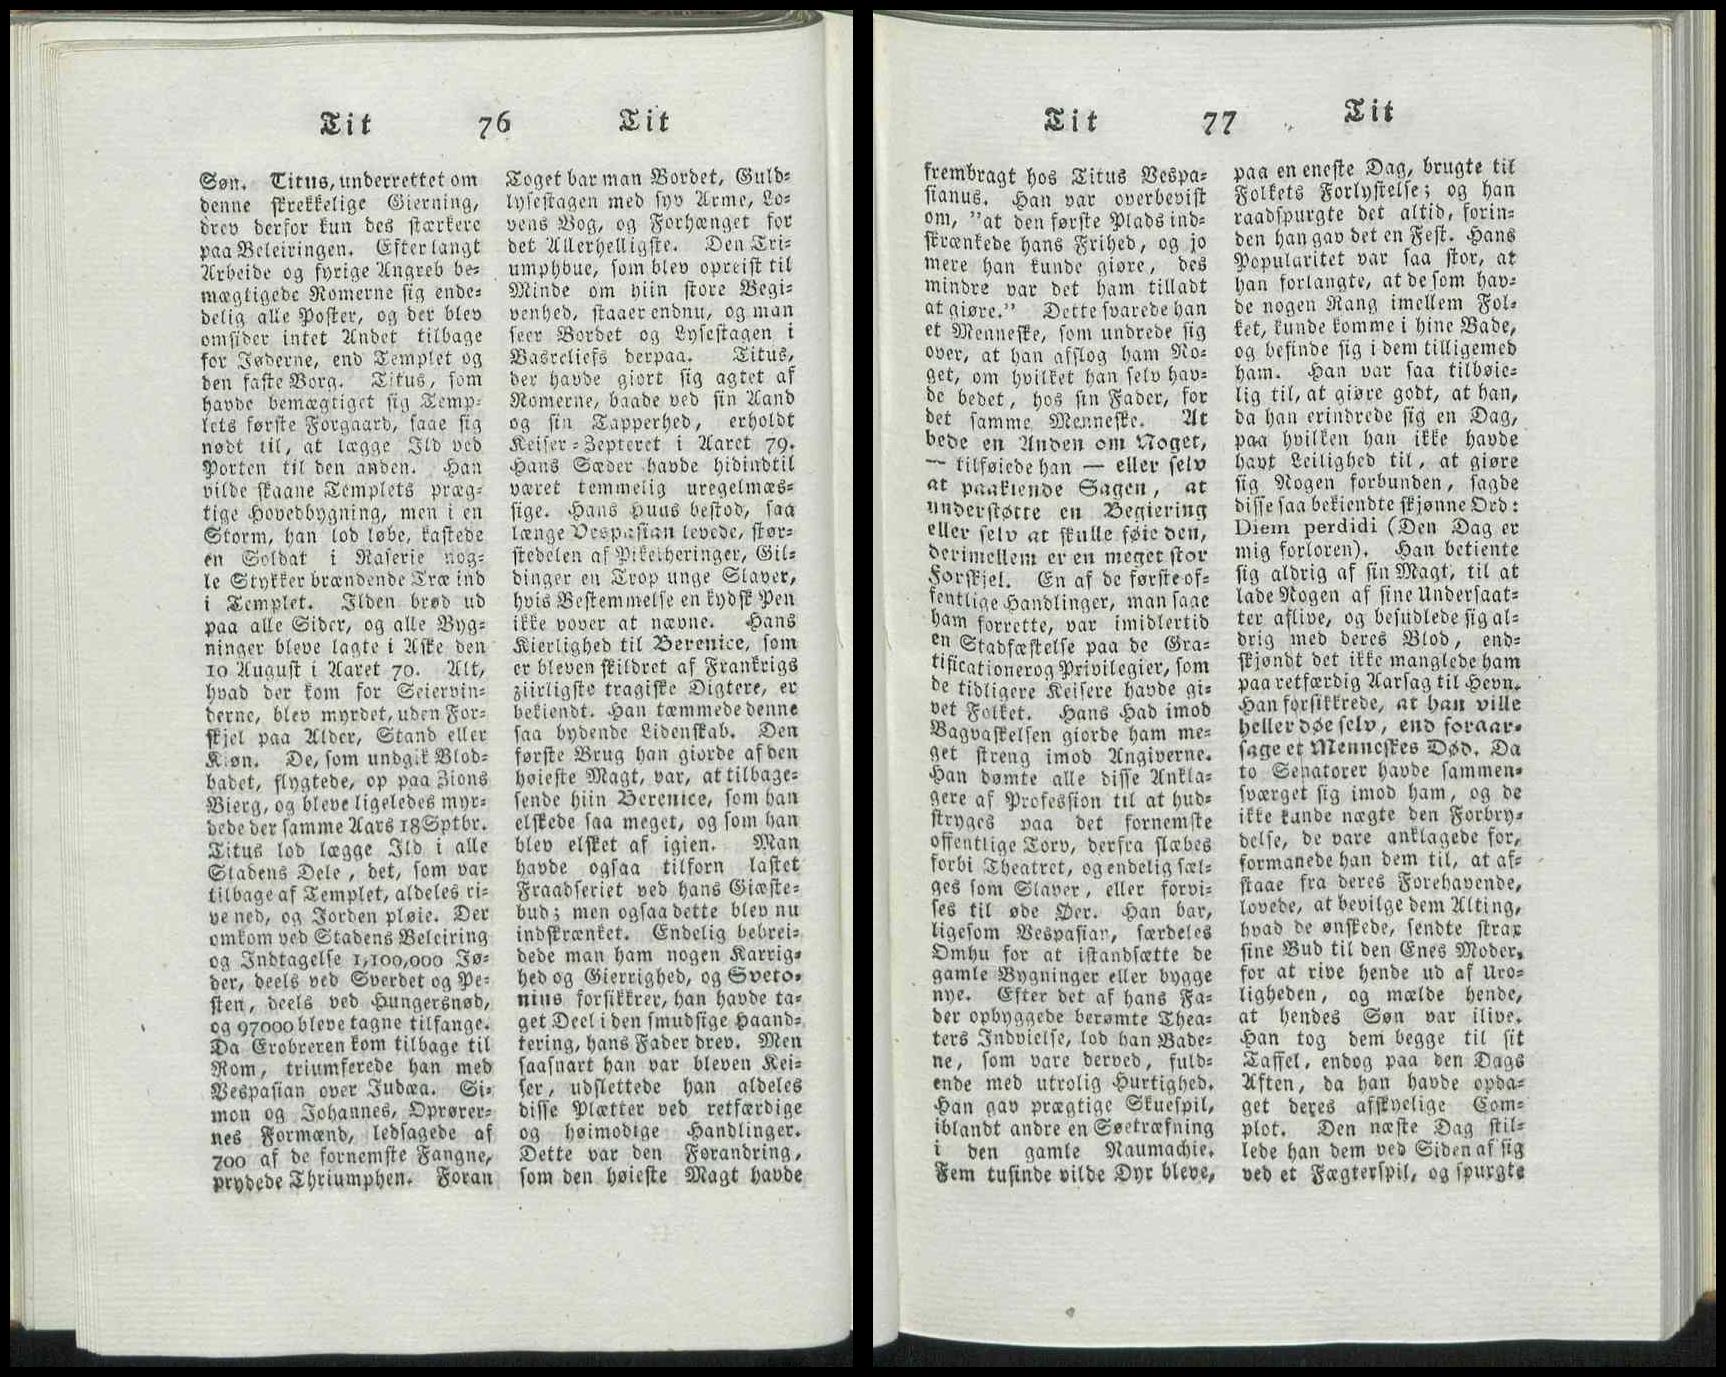 Tit 76 Tit
Søn. Titus, underrettet om
denne skrekkelige Gierning,
drev derfor kun des stærkere
paa Beleiringen. Efter langt
Arbeide og fyrige Angreb be-
mægtigede Romerne sig ende-
delig alle Poster, og der blev
omsider intet Andet tilbage
for Jøderne, end Templet og
den faste Borg. Titus, som
havde bemægtiget sig Temp-
lets første Forgaard, saae sig
nødt til, at lægge Ild ved
Porten til den anden. Han
vilde skaane Templets præg-
tige Hovedbygning, men i en
Storm, han lod løbe, kastede
en Soldat i Raserie nog-
le Stykker brændende Træ ind
i Templet. Ilden brød ud
paa alle Sider, og alle Byg-
ninger bleve lagte i Aske den
10 August i Aaret 70. Alt,
hvad der kom for Seiervin-
derne, blev myrdet, uden For-
skjel paa Alder, Stand eller
Kiøn. De, som undgik Blod-
badet, flygtede, op paa Zions
Bierg, og bleve ligeledes myr-
dede der samme Aars 18 Sptbr.
Titus lod lægge Ild i alle
Stadens Dele, det, som var
tilbage af Templet, aldeles ri-
ve ned, og Jorden pløie. Der
omkom ved Stadens Beleiring
og Indtagelse 1,100,000 Jø-
der, deels ved Sverdet og Pe-
sten, deels ved Hungersnød,
og 97000 bleve tagne tilfange.
Da Erobreren kom tilbage til
Rom, triumferede han med
Vespasian over Judæa. Si-
mon og Johannes, Oprører-
nes Formænd, ledsagede af
700 af de fornemste Fangne,
prydede Thriumphen. Foran
Toget bar man Bordet, Guld-
lysestagen med syv Arme, Lo-
vens Bog, og Forhænget for
det Allerhelligste. Den Tri-
umphbue, som blev opreist til
Minde om hiin store Begi-
venhed, staaer endnu, og man
seer Bordet og Lysestagen i
Basreliefs derpaa. Titus,
der havde giort sig agtet af
Romerne, baade ved sin Aand
og sin Tapperhed, erholdt
Keiser-Zepteret i Aaret 79.
Hans Sæder havde hidindtil
været temmelig uregelmæs-
sige. Hans Huus bestod, saa
længe Vespasian levede, stør-
stedelen af Pikelheringer, Gil-
dinger en Trop unge Slaver,
hvis Bestemmelse en kydsk Pen
ikke vover at nævne. Hans
Kierlighed til Berenice, som
er bleven skildret af Frankrigs
ziirligste tragiske Digtere, er
bekiendt. Han tæmmede denne
saa bydende Lidenskab. Den
første Brug han giorde af den
høieste Magt, var, at tilbage-
sende hiin Berenice, som han
elskede saa meget, og som han
blev elsket af igien. Man
havde ogsaa tilforn lastet
Fraadseriet ved hans Giæste-
bud; men ogsaa dette blev nu
indskrænket. Endelig bebrei-
dede man ham nogen Karrig-
hed og Gierrighed, og Sveto-
nius forsikkrer, han havde ta-
get Deel i den smudsige Haand-
tering, hans Fader drev. Men
saasnart han var bleven Kei-
ser, udslettede han aldeles
disse Plætter ved retfærdige
og høimodige Handlinger.
Dette var den Forandring,
som den høieste Magt havde
Tit 77 Tit
frembragt hos Titus Vespa-
sianus. Han var overbevist
om, "at den første Plads ind-
skrænkede hans Frihed, og jo
mere han kunde giøre, des
mindre var det ham tilladt
at giøre." Dette svarede han
et Menneske, som undrede sig
over, at han afslog ham No-
get, om hvilket han selv hav-
de bedet, hos sin Fader, for
det samme Menneske. At
bede en Anden om Noget,
— tilføiede han — eller selv
at paakiende Sagen, at
understøtte en Begiering
eller selv at skulle føie den,
derimellem er en meget stor
Forskjel. En af de første of-
fentlige Handlinger, man saae
ham forrette, var imidlertid
en Stadfæstelse paa de Gra-
tificationer og Privilegier, som
de tidligere Keisere havde gi-
vet Folket. Hans Had imod
Bagvaskelsen giorde ham me-
get streng imod Angiverne.
Han dømte alle disse Ankla-
gere af Profession til at hud-
stryges paa det fornemste
offentlige Torv, derfra slæbes
forbi Theatret, og endelig sæl-
ges som Slaver, eller forvi-
ses til øde Øer. Han bar,
ligesom Vespasian, særdeles
Omhu for at istandsætte de
gamle Bygninger eller bygge
nye. Efter det af hans Fa-
der opbyggede berømte Thea-
ters Indvielse, lod han Bade-
ne, som vare derved, fuld-
ende med utrolig Hurtighed.
Han gav prægtige Skuespil,
iblandt andre en Søetræfning
i den gamle Naumachie.
Fem tusinde vilde Dyr bleve,
paa en eneste Dag, brugte til
Folkets Forlystelse; og han
raadspurgte det altid, forin-
den han gav det en Fest. Hans
Popularitet var saa stor, at
han forlangte, at de som hav-
de nogen Rang imellem Fol-
ket, kunde komme i hine Bade,
og befinde sig i dem tilligemed
ham. Han var saa tilbøie-
lig til, at giøre godt, at han,
da han erindrede sig en Dag,
paa hvilken han ikke havde
havt Leilighed til, at giøre
sig Nogen forbunden, sagde
disse saa bekiendte skjønne Ord:
Diem perdidi (Den Dag er
mig forloren). Han betiente
sig aldrig af sin Magt, til at
lade Nogen af sine Undersaat-
ter aflive, og besudlede sig al-
drig med deres Blod, end-
skjøndt det ikke manglede ham
paa retfærdig Aarsag til Hevn.
Han forsikkrede, at han ville
heller døe selv, end foraar-
sage et Menneskes Død. Da
to Senatorer havde sammen-
sværget sig imod ham, og de
ikke kunde nægte den Forbry-
delse, de vare anklagede for,
formanede han dem til, at af-
staae fra deres Forehavende,
lovede, at bevilge dem Alting,
hvad de ønskede, sendte strax
sine Bud til den Enes Moder,
for at rive hende ud af Uro-
ligheden, og mælde hende,
at hendes Søn var ilive.
Han tog dem begge til sit
Taffel, endog paa den Dags
Aften, da han havde opda-
get deres afskyelige Com-
plot. Den næste Dag stil-
lede han dem ved Siden af sig
ved et Fægterspil, og spurgte